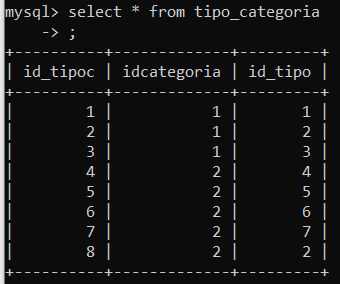 mysql> select * from tipo_categoria
    -> ;
+----------+-------------+---------+
| id_tipoc | idcategoria | id_tipo |
+----------+-------------+---------+
|        1 |           1 |       1 |
|        2 |           1 |       2 |
|        3 |           1 |       3 |
|        4 |           2 |       4 |
|        5 |           2 |       5 |
|        6 |           2 |       6 |
|        7 |           2 |       7 |
|        8 |           2 |       2 |
+----------+-------------+---------+